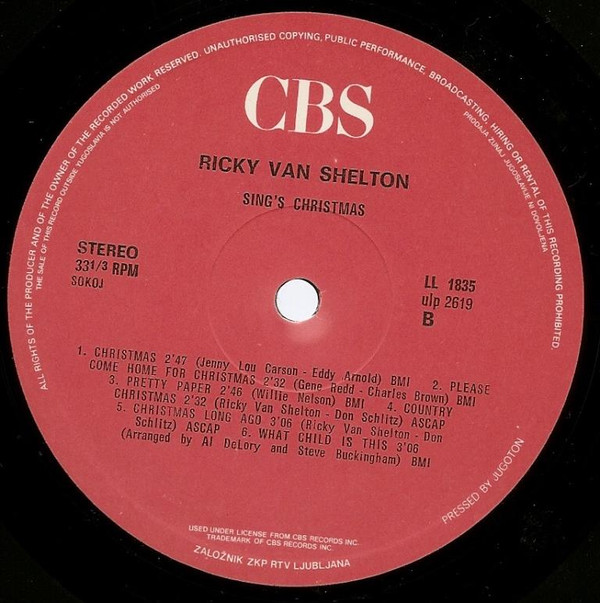 ALL RIGHTS OF THE PRODUCER AND OF THE OWNER OF THE RECORDED WORK RESERVED. UNAUTHORISED COPYING, PUBLIC PERFORMANCE, BROADCASTING, HIRING OR RENTAL OF THIS RECORDING PROHIBITED.
THE SALE OF THIS RECORD OUTSIDE YUGOSLAVIA IS NOT AUTHORISED
PRODAJA ZUNAJ JUGOSLAVIJE NI DOVOLJENA
CBS
RICKY VAN SHELTON
SING'S CHRISTMAS
STEREO
33 1/3 RPM
SOKOJ
LL 1835
ulp 2619
B
1. CHRISTMAS 2'47 (Jenny Lou Carson - Eddy Arnold) BMI 2. PLEASE
COME HOME FOR CHRISTMAS 2'32 (Gene Redd - Charles Brown) BMI
3. PRETTY PAPER 2'46 (Willie Nelson) BMI 4. COUNTRY
CHRISTMAS 2'32 (Ricky Van Shelton - Don Schlitz) ASCAP
5. CHRISTMAS LONG AGO 3'06 (Ricky Van Shelton - Don
Schlitz) ASCAP 6. WHAT CHILD IS THIS 3'06
(Arranged by Al DeLory and Steve Buckingham) BMI
PRESSED BY JUGOTON
USED UNDER LICENSE FROM CBS RECORDS INC.
TRADEMARK OF CBS RECORDS INC.
ZALOŽNIK ZKP RTV LJUBLJANA